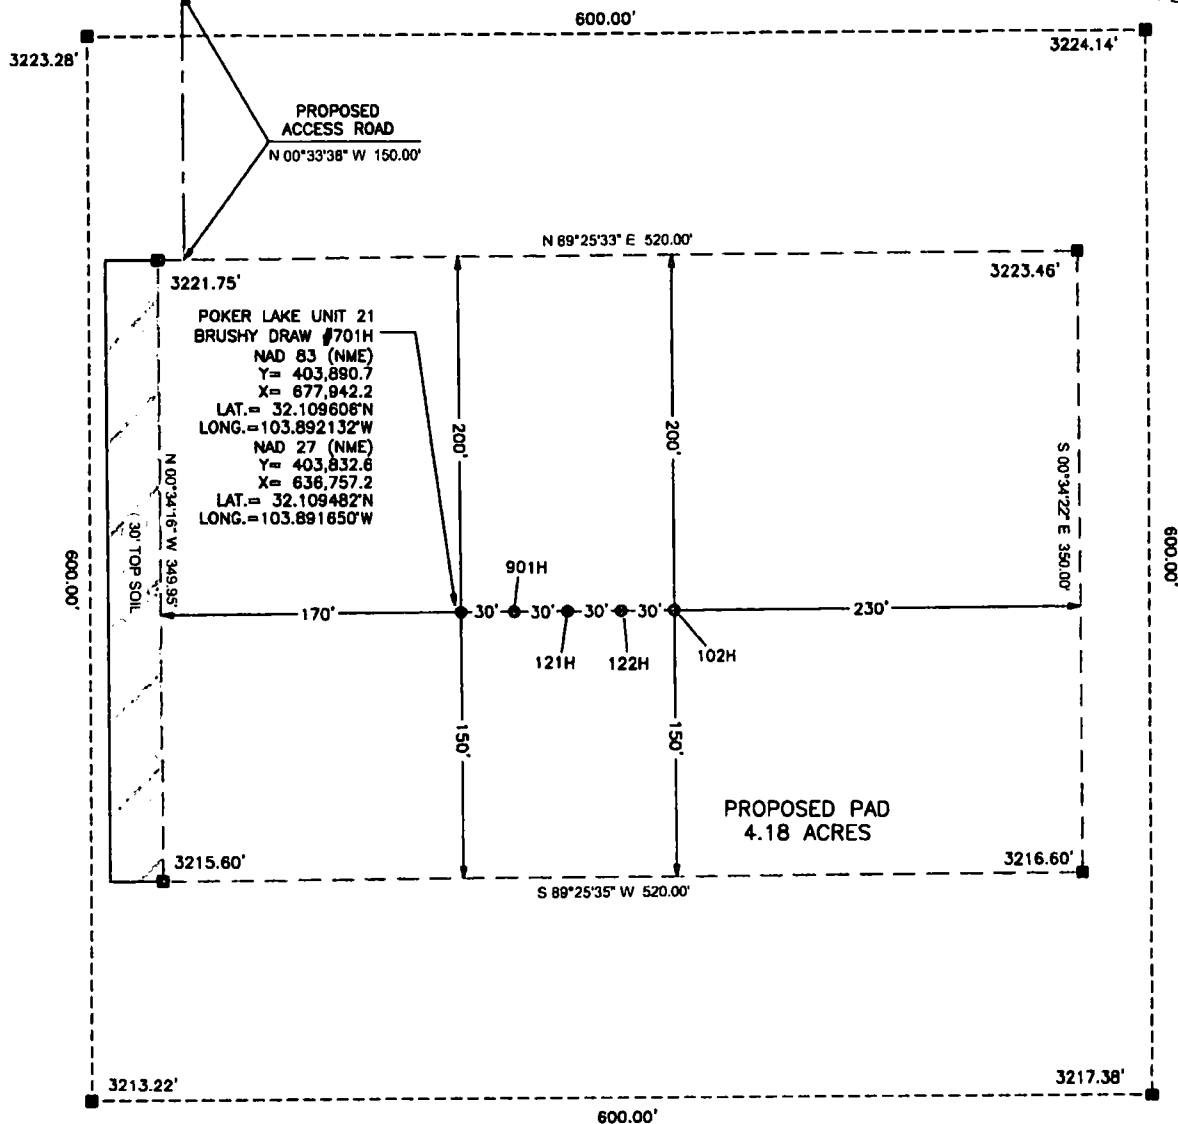 600.00'
3223.28'
3224.14'
PROPOSED
ACCESS ROAD
N 00°33'38" W 150.00'
N 89°25'33" E 520.00'
3221.75'
3223.46'
POKER LAKE UNIT 21
BRUSHY DRAW #701H
NAD 83 (NME)
Y= 403,890.7
X= 677,942.2
LAT.= 32.109608°N
LONG.=103.892132°W
NAD 27 (NME)
Y= 403,832.6
X= 636,757.2
LAT.= 32.109482°N
LONG.=103.891650°W
200'
200'
N 00°34'16" W 349.95'
30' TOP SOIL
S 00°34'22" E 350.00'
600.00'
600.00'
901H
170'
30'
30'
30'
30'
230'
121H
122H
102H
150'
150'
PROPOSED PAD
4.18 ACRES
3215.60'
3216.60'
S 89°25'35" W 520.00'
3213.22'
3217.38'
600.00'